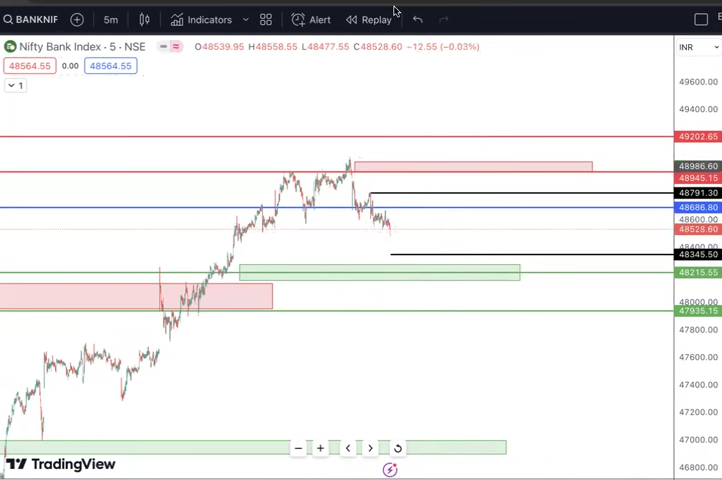 BANKNIF
5m
Indicators
Alert
Replay
Nifty Bank Index · 5 · NSE
O48539.95 H48558.55 L48477.55 C48528.60 −12.55 (−0.03%)
INR
48564.55 0.00 48564.55
1
49600.00
49400.00
49202.65
48986.60
48945.15
48791.30
48686.80
48600.00
48528.60
48400.00
48345.50
48215.55
48000.00
47935.15
47800.00
47600.00
47400.00
47200.00
47000.00
46800.00
TradingView